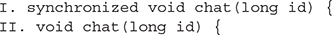 I. synchronized void chat(long id) {
II. void chat(long id) {